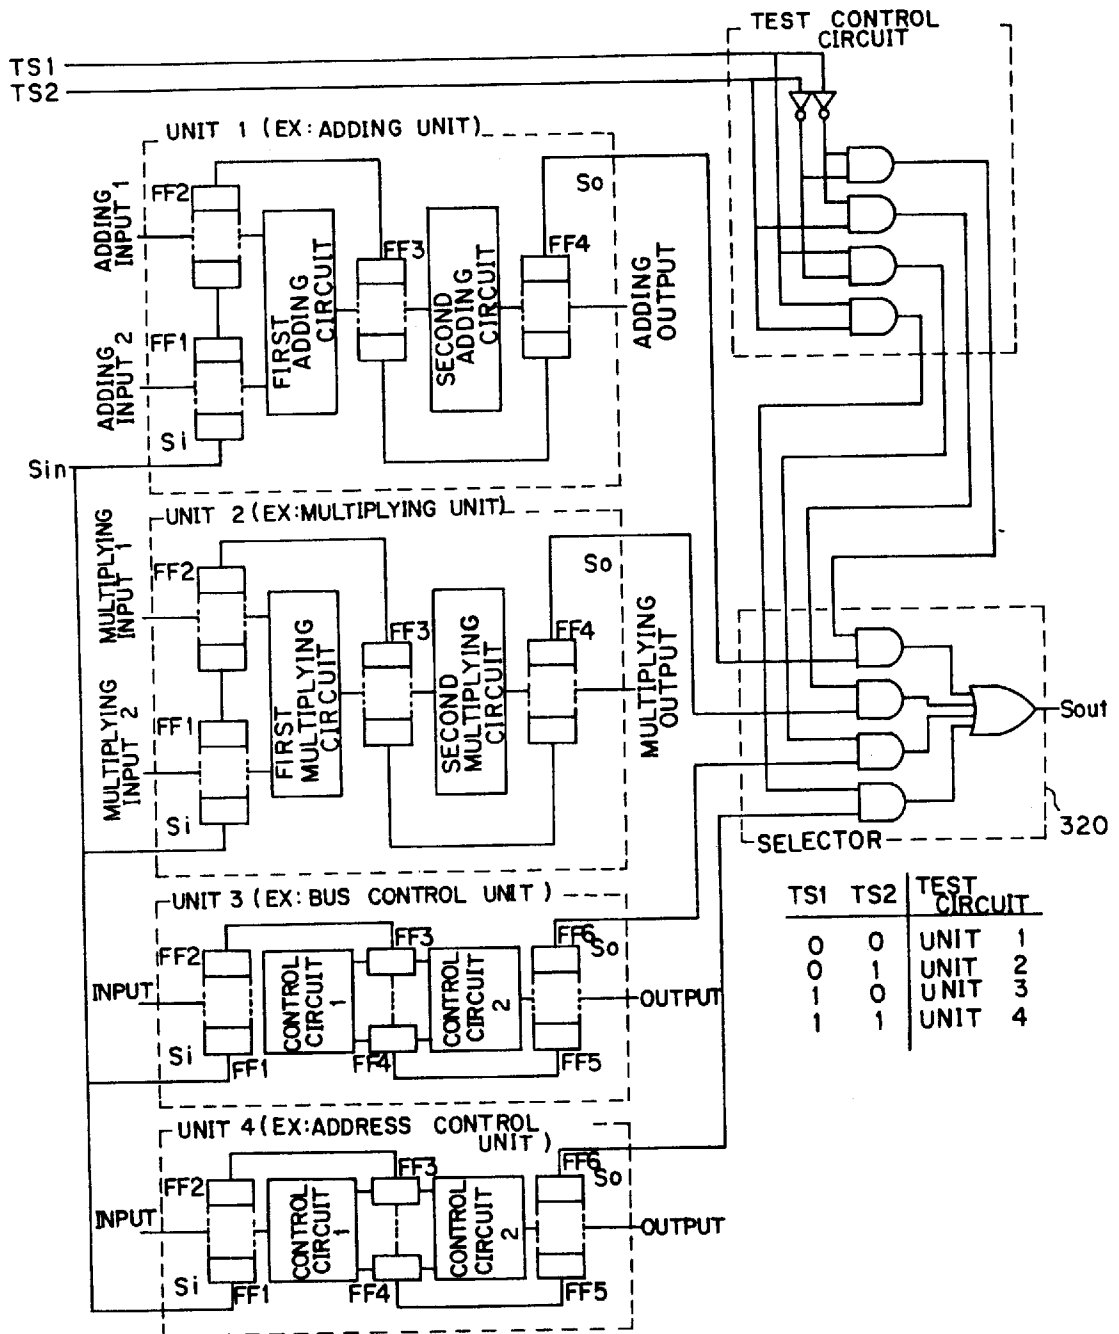 TEST CONTROL
CIRCUIT
TS1
TS2
UNIT 1 (EX:ADDING UNIT)
FF2
So
ADDING
INPUT 1
FIRST
ADDING
CIRCUIT
FF3
SECOND
ADDING
CIRCUIT
FF4
ADDING
OUTPUT
FF1
ADDING
INPUT 2
Si
Sin
UNIT 2 (EX:MULTIPLYING UNIT)
FF2
So
MULTIPLYING
INPUT 1
FIRST
MULTIPLYING
CIRCUIT
FF3
SECOND
MULTIPLYING
CIRCUIT
FF4
MULTIPLYING
OUTPUT
FF1
MULTIPLYING
INPUT 2
Si
Sout
320
SELECTOR
UNIT 3 (EX: BUS CONTROL UNIT )
FF2
FF3
FF6
So
INPUT
CONTROL
CIRCUIT
1
CONTROL
CIRCUIT
2
OUTPUT
Si
FF1
FF4
FF5
TS1 TS2 TEST
CIRCUIT
0 0 UNIT 1
0 1 UNIT 2
1 0 UNIT 3
1 1 UNIT 4
UNIT 4 (EX:ADDRESS CONTROL
UNIT )
FF2
FF3
FF6
So
INPUT
CONTROL
CIRCUIT
1
CONTROL
CIRCUIT
2
OUTPUT
Si
FF1
FF4
FF5